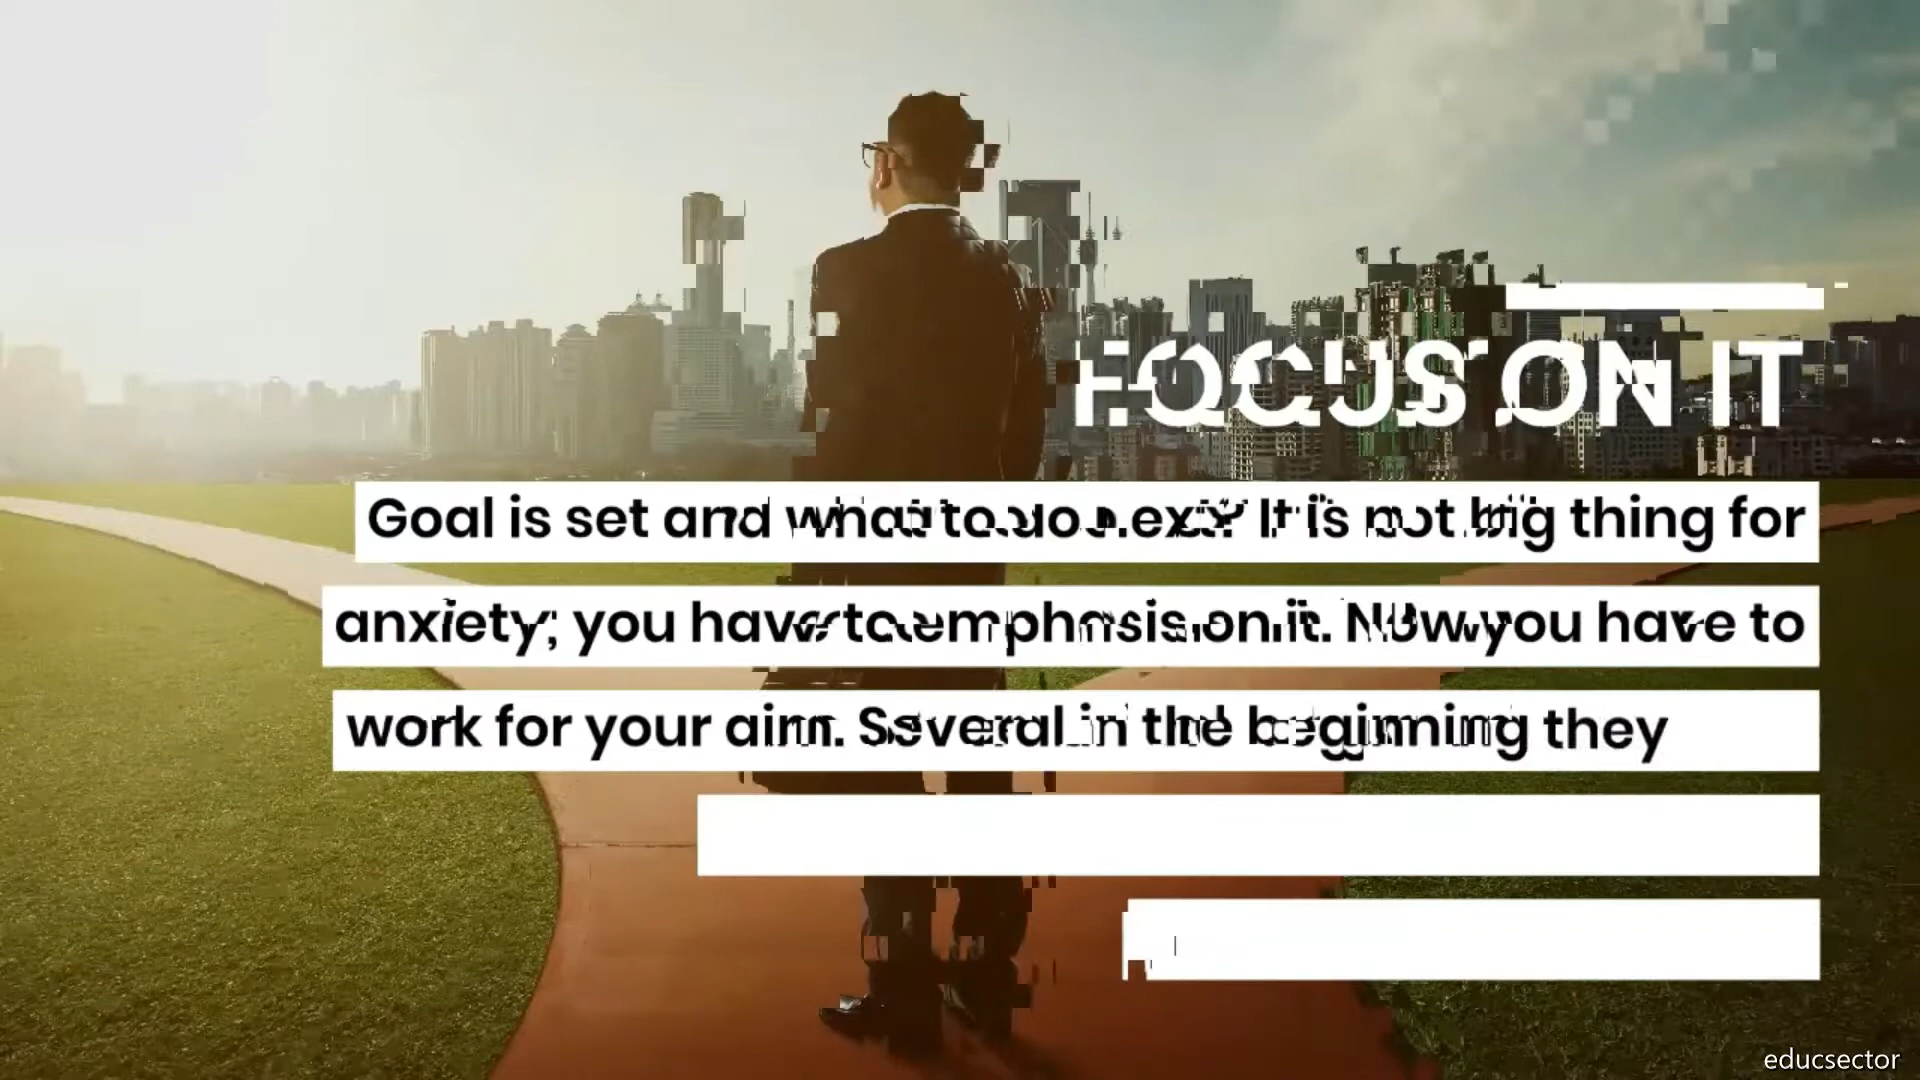 FOCUS ON IT
Goal is set and what to do next? It is not big thing for
anxiety; you have to emphasis on it. Now you have to
work for your aim. Several in the beginning they
educsector